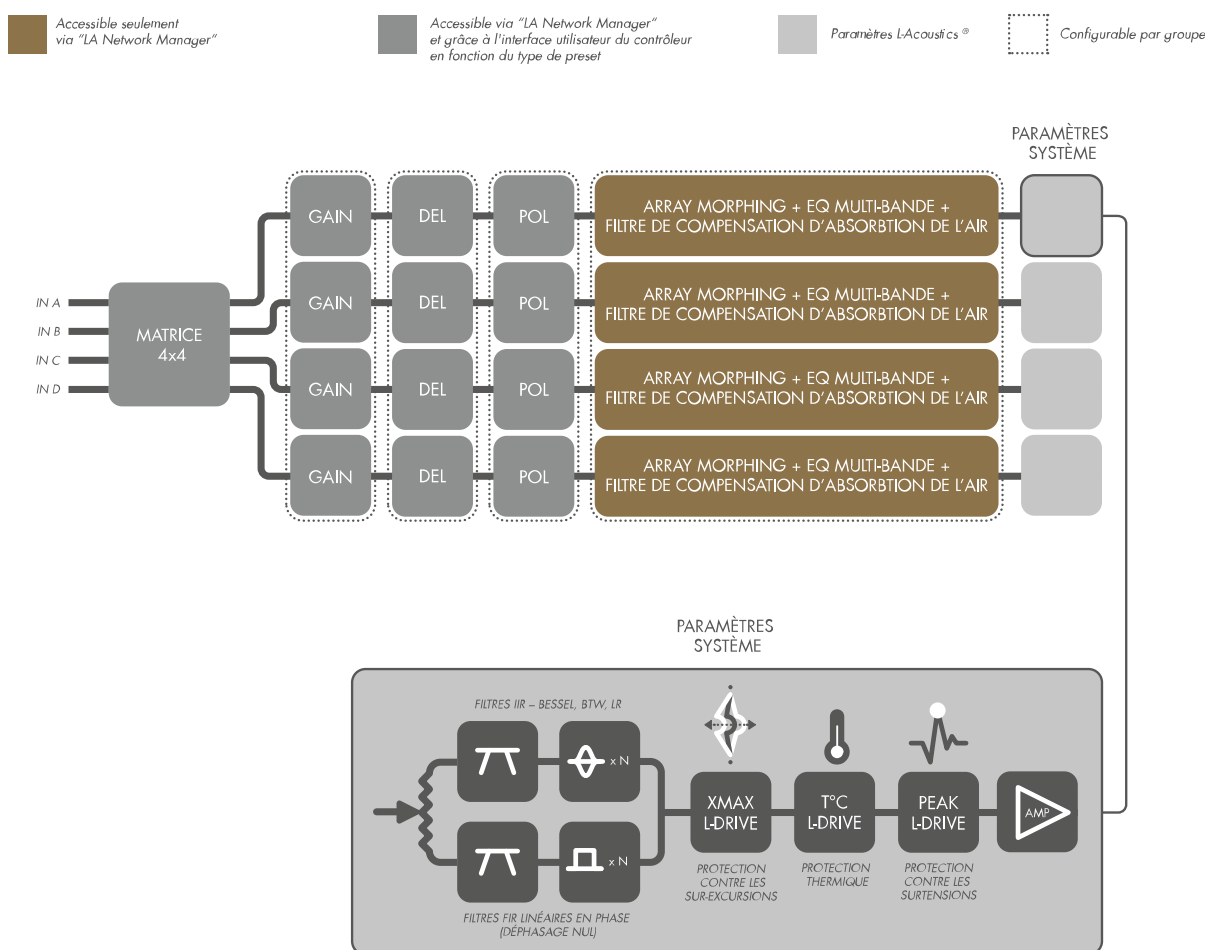 Accessible seulement
via "LA Network Manager"
Accessible via "LA Network Manager"
et grâce à l'interface utilisateur du contrôleur
en fonction du type de preset
Paramètres L-Acoustics ®
Configurable par groupe
PARAMÈTRES
SYSTÈME
GAIN
DEL
POL
ARRAY MORPHING + EQ MULTI-BANDE +
FILTRE DE COMPENSATION D'ABSORBTION DE L'AIR
GAIN
DEL
POL
ARRAY MORPHING + EQ MULTI-BANDE +
FILTRE DE COMPENSATION D'ABSORBTION DE L'AIR
IN A
IN B
IN C
IN D
MATRICE
4x4
GAIN
DEL
POL
ARRAY MORPHING + EQ MULTI-BANDE +
FILTRE DE COMPENSATION D'ABSORBTION DE L'AIR
GAIN
DEL
POL
ARRAY MORPHING + EQ MULTI-BANDE +
FILTRE DE COMPENSATION D'ABSORBTION DE L'AIR
PARAMÈTRES
SYSTÈME
FILTRES IIR – BESSEL, BTW, LR
x N
x N
FILTRES FIR LINÉAIRES EN PHASE
(DÉPHASAGE NUL)
XMAX
L-DRIVE
T°C
L-DRIVE
PEAK
L-DRIVE
AMP
PROTECTION
CONTRE LES
SUR-EXCURSIONS
PROTECTION
THERMIQUE
PROTECTION
CONTRE LES
SURTENSIONS